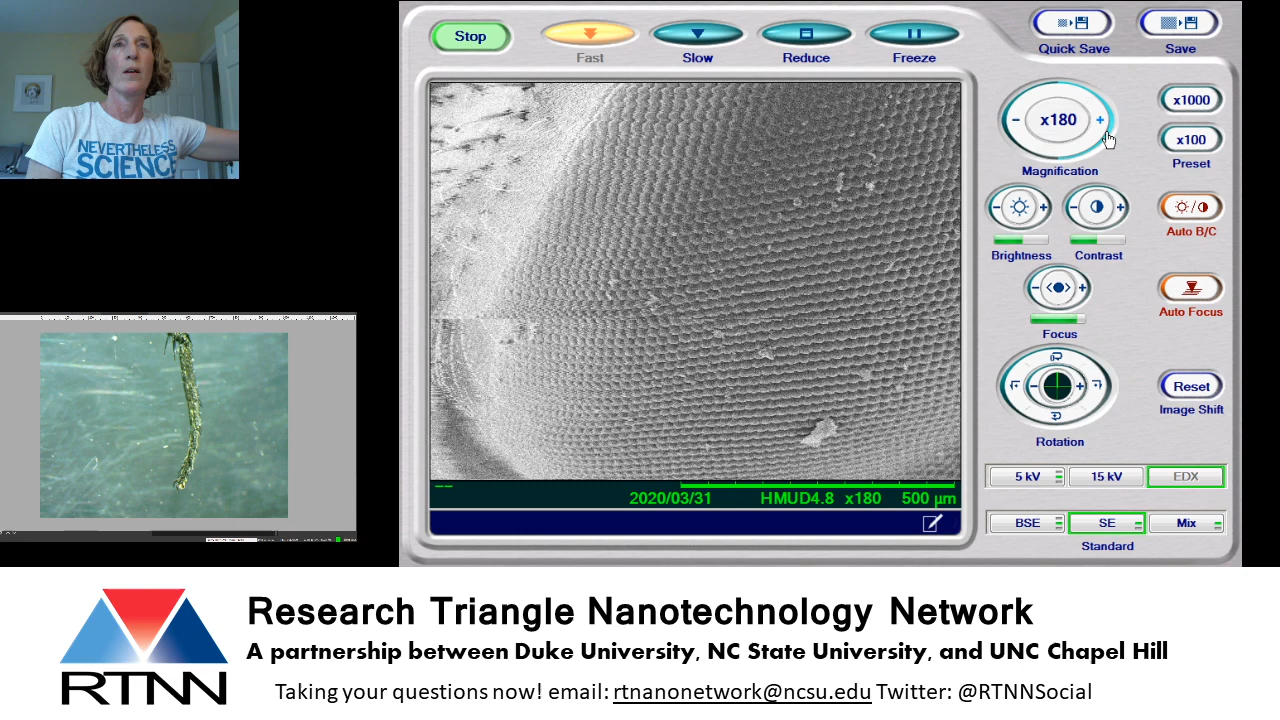 NEVERTHELESS
SCIENCE
Stop
Fast
Slow
Reduce
Freeze
Quick Save
Save
- x180 +
Magnification
x1000
x100
Preset
Brightness
Contrast
Auto B/C
Focus
Auto Focus
Rotation
Reset
Image Shift
5 kV
15 kV
EDX
BSE
SE
Mix
Standard
2020/03/31 HMUD4.8 x180 500 µm
Research Triangle Nanotechnology Network
A partnership between Duke University, NC State University, and UNC Chapel Hill
RTNN
Taking your questions now! email: rtnanonetwork@ncsu.edu Twitter: @RTNNSocial